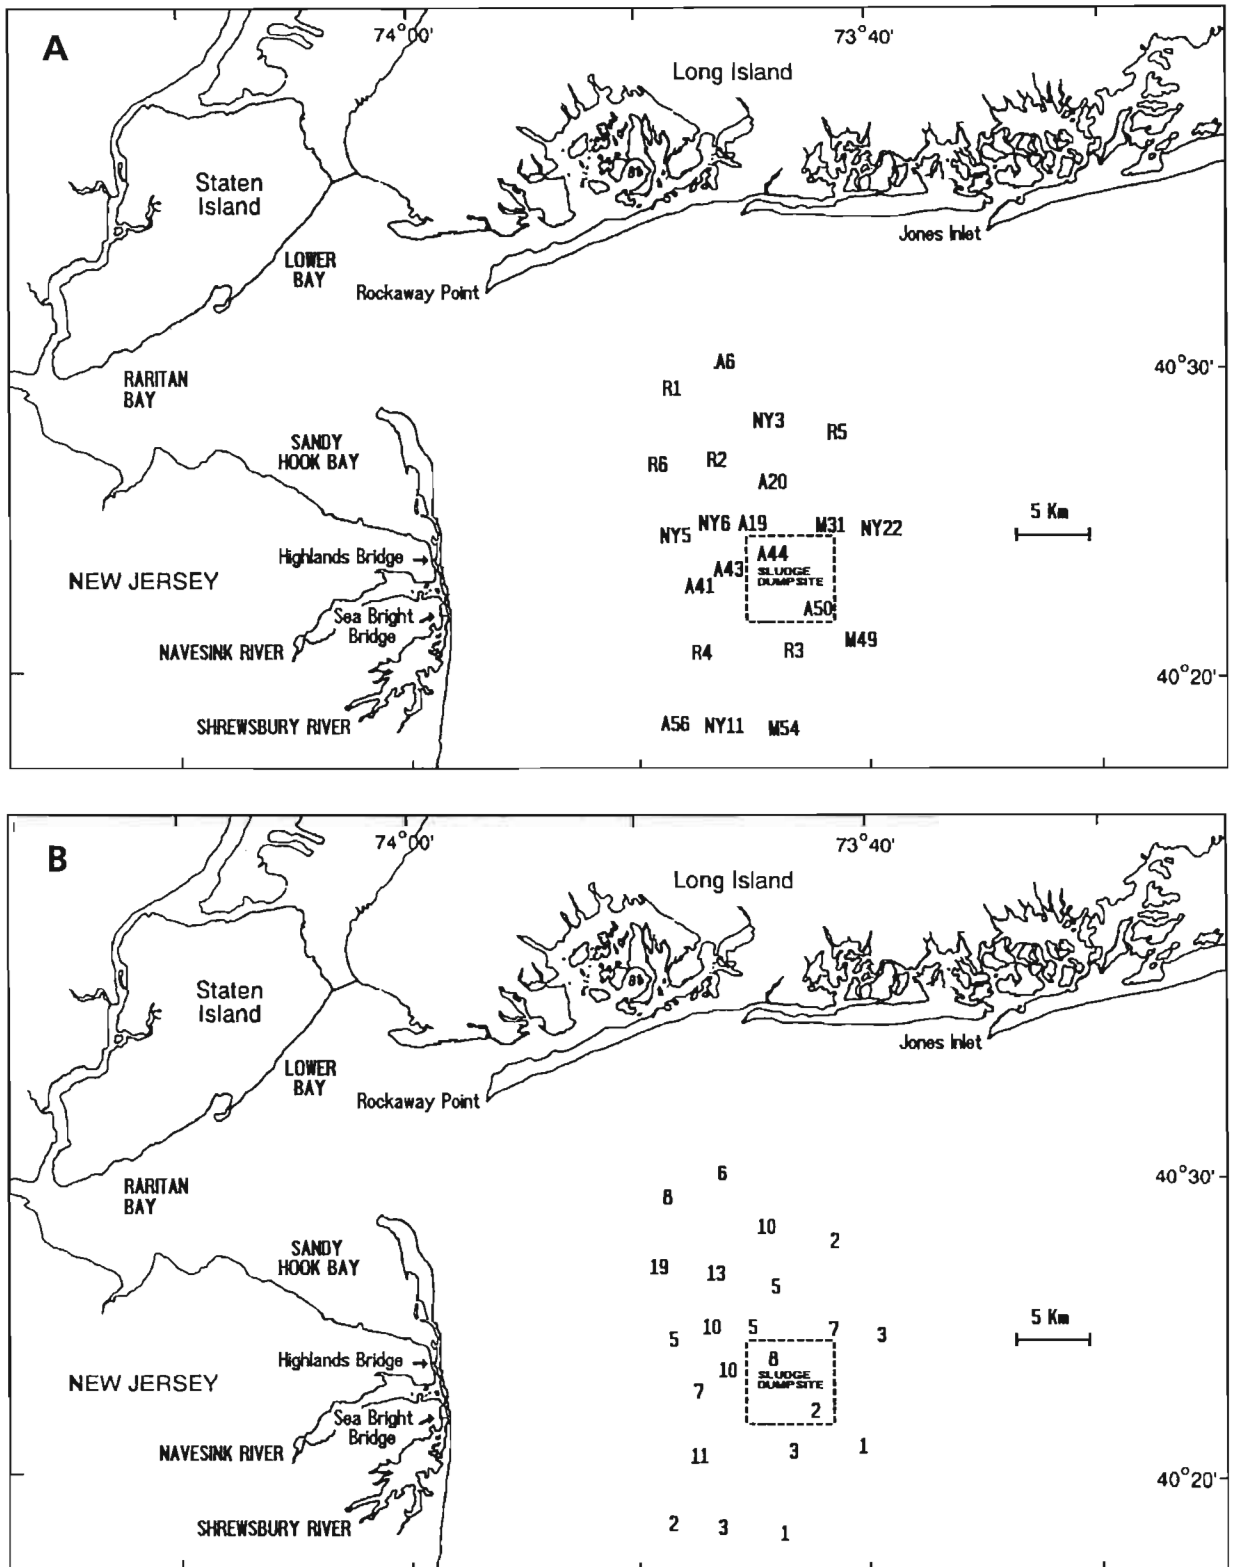 A
74°00'
73°40'
Long Island
Staten
Island
Jones Inlet
LOWER
BAY
Rockaway Point
A6
40°30'
RARITAN
BAY
R1
NY3
R5
SANDY
HOOK BAY
R6
R2
A20
5 Km
NY5
NY6
A19
M31
NY22
Highlands Bridge
A44
NEW JERSEY
A43
SLUDGE
DUMPSITE
A41
Sea Bright
Bridge
A50
NAVESINK RIVER
R4
R3
M49
40°20'
SHREWSBURY RIVER
A56
NY11
M54
B
74°00'
73°40'
Long Island
Staten
Island
Jones Inlet
LOWER
BAY
Rockaway Point
6
40°30'
RARITAN
BAY
8
10
2
SANDY
HOOK BAY
19
13
5
5 Km
5
10
5
7
3
Highlands Bridge
8
NEW JERSEY
10
SLUDGE
DUMPSITE
7
Sea Bright
Bridge
2
NAVESINK RIVER
11
3
1
40°20'
SHREWSBURY RIVER
2
3
1